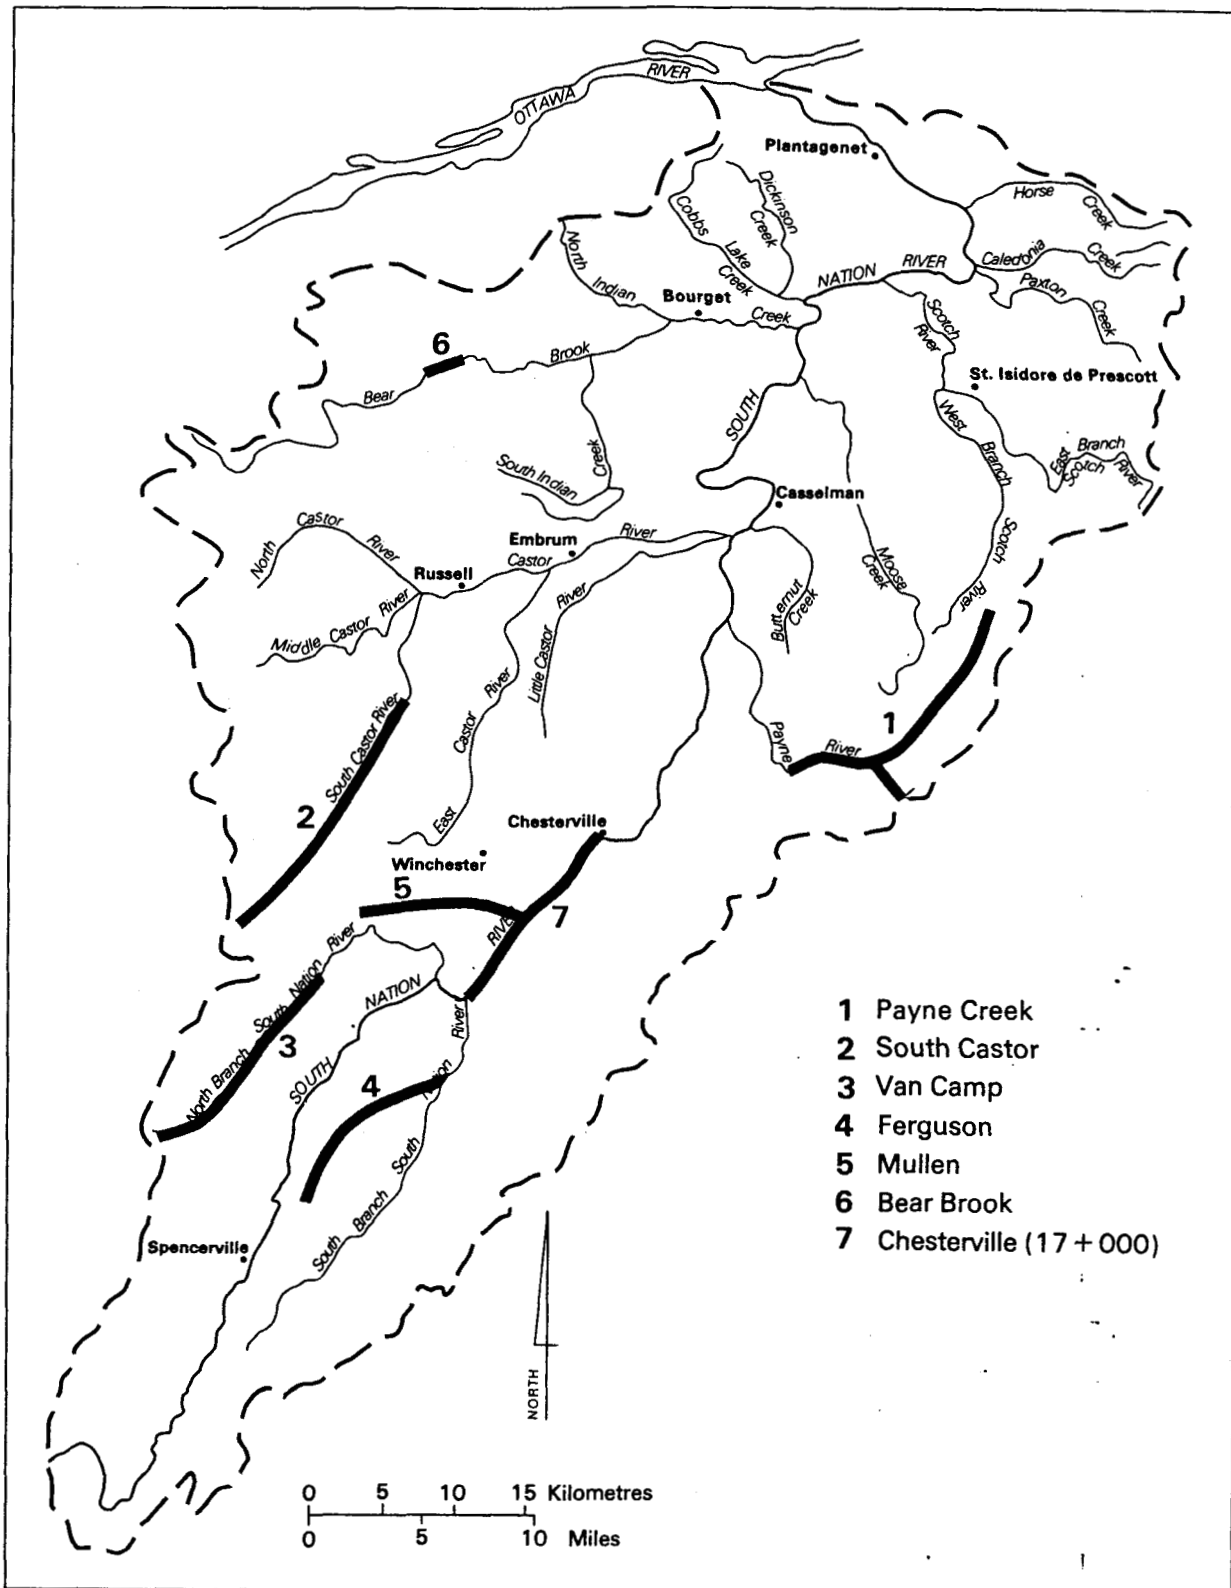 OTTAWA RIVER
Plantagenet
Horse Creek
Dickinson Creek
Cobbs Lake Creek
Caledonia Creek
Paxton Creek
NATION RIVER
North Indian Creek
Bourget
Scotch River
St. Isidore de Prescott
6
Bear Brook
SOUTH
West Branch Scotch River
East Branch Scotch River
South Indian Creek
Casselman
North Castor River
Embrum
Castor River
Russell
Moose Creek
Butternut Creek
Middle Castor River
Little Castor River
South Castor River
East Castor River
Payne River
1
2
Chesterville
Winchester
5
7
RIVER
North Branch South Nation River
3
SOUTH NATION
4
South Branch South Nation River
Spencerville
1 Payne Creek
2 South Castor
3 Van Camp
4 Ferguson
5 Mullen
6 Bear Brook
7 Chesterville (17 + 000)
NORTH
0 5 10 15 Kilometres
0 5 10 Miles